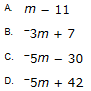 A. m − 11
B. ⁻3m + 7
C. ⁻5m − 30
D. ⁻5m + 42